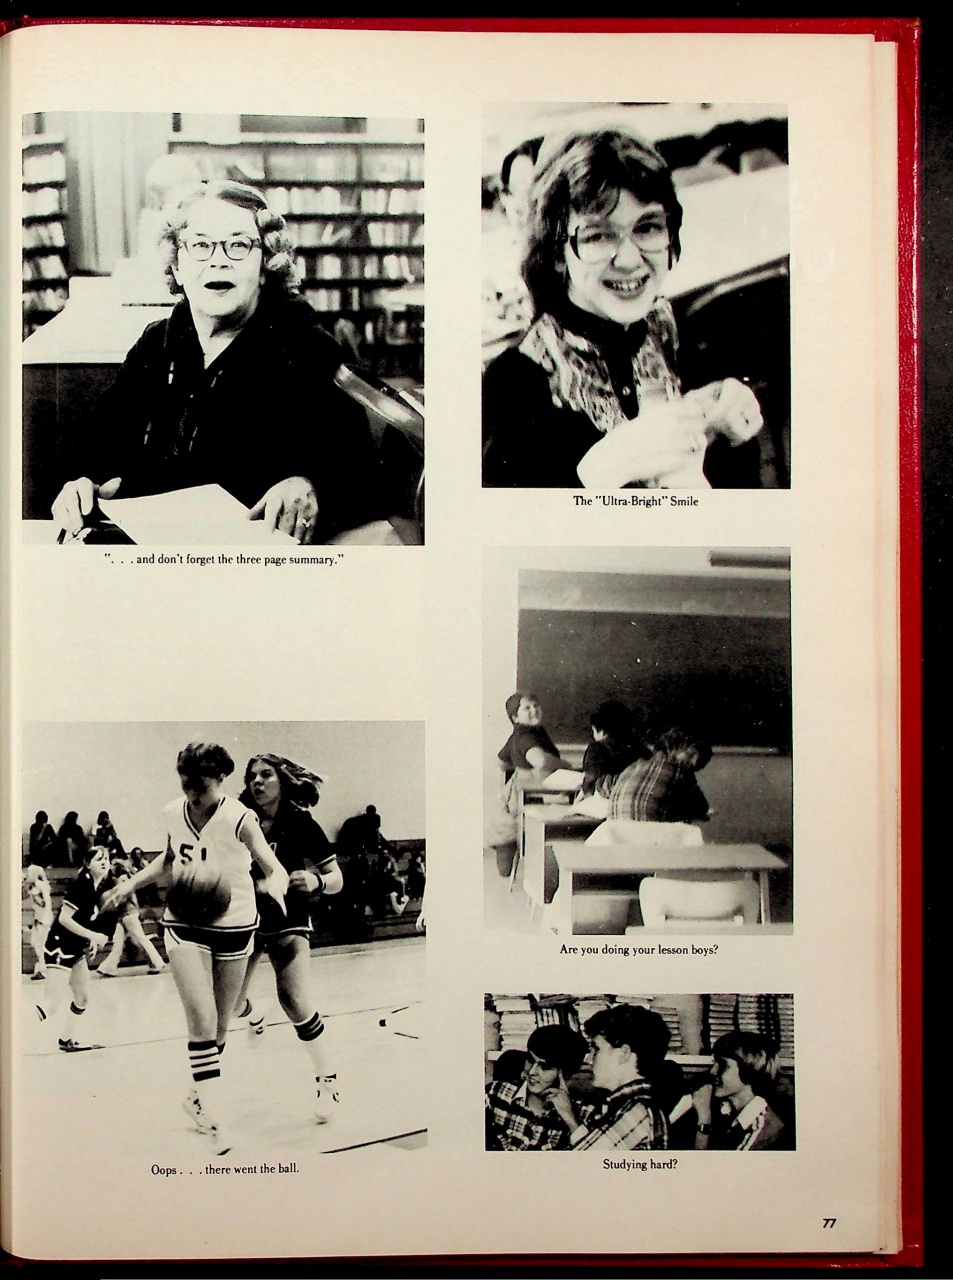 ". . . and don't forget the three page summary."
The "Ultra-Bright" Smile
51
Oops . . . there went the ball.
Are you doing your lesson boys?
Studying hard?
77